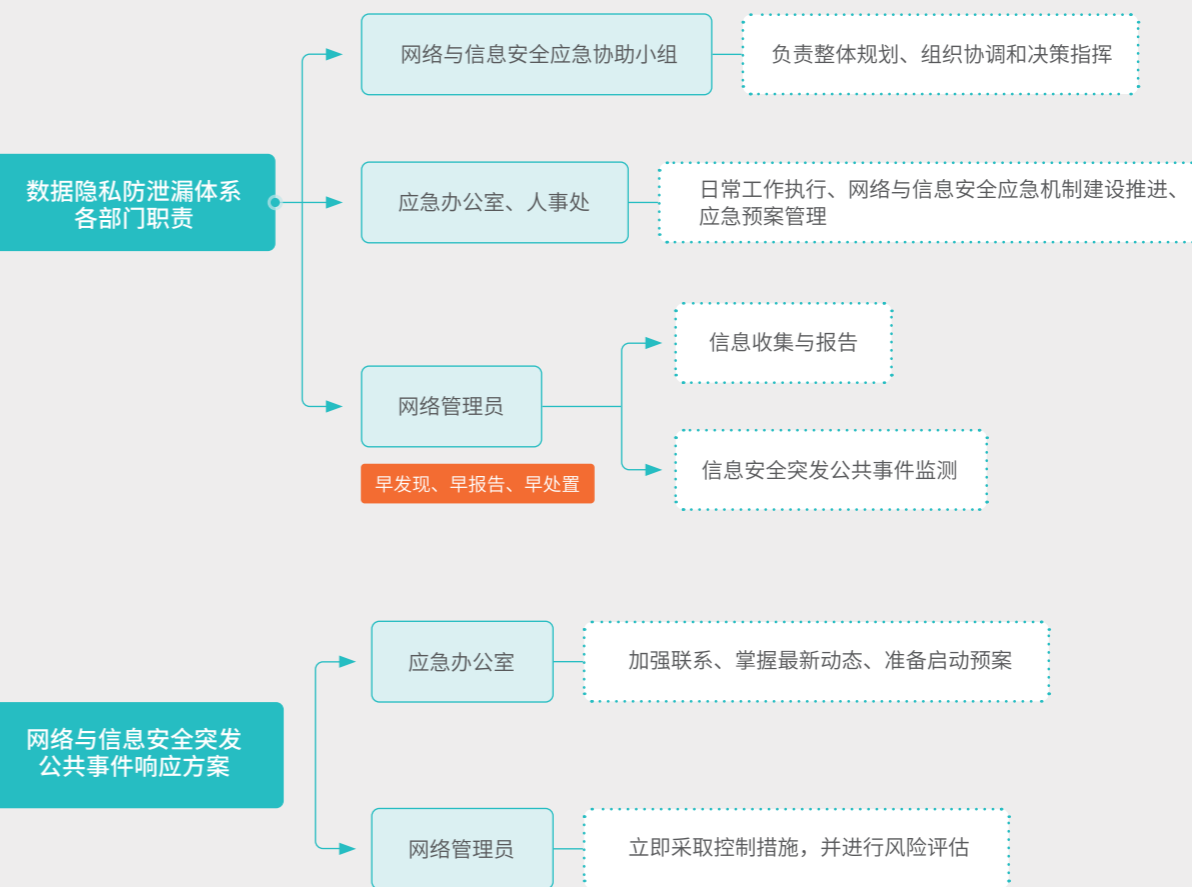 网络与信息安全应急协助小组
负责整体规划、组织协调和决策指挥
数据隐私防泄漏体系
各部门职责
应急办公室、人事处
日常工作执行、网络与信息安全应急机制建设推进、
应急预案管理
信息收集与报告
网络管理员
早发现、早报告、早处置
信息安全突发公共事件监测
应急办公室
加强联系、掌握最新动态、准备启动预案
网络与信息安全突发
公共事件响应方案
网络管理员
立即采取控制措施，并进行风险评估